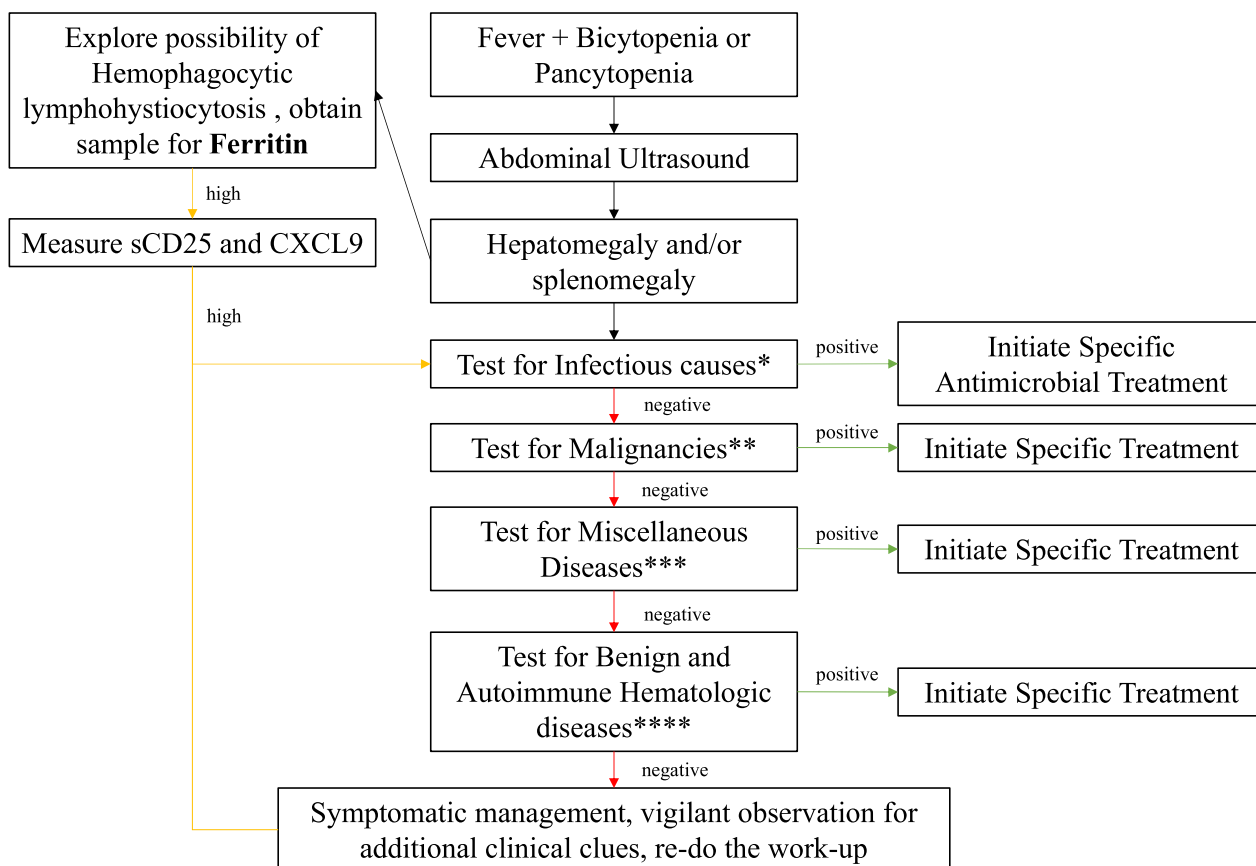 Explore possibility of
Hemophagocytic
lymphohystiocytosis , obtain
sample for Ferritin
high
Measure sCD25 and CXCL9
high
Fever + Bicytopenia or
Pancytopenia
Abdominal Ultrasound
Hepatomegaly and/or
splenomegaly
Test for Infectious causes*
positive
Initiate Specific
Antimicrobial Treatment
negative
Test for Malignancies**
positive
Initiate Specific Treatment
negative
Test for Miscellaneous
Diseases***
positive
Initiate Specific Treatment
negative
Test for Benign and
Autoimmune Hematologic
diseases****
positive
Initiate Specific Treatment
negative
Symptomatic management, vigilant observation for
additional clinical clues, re-do the work-up